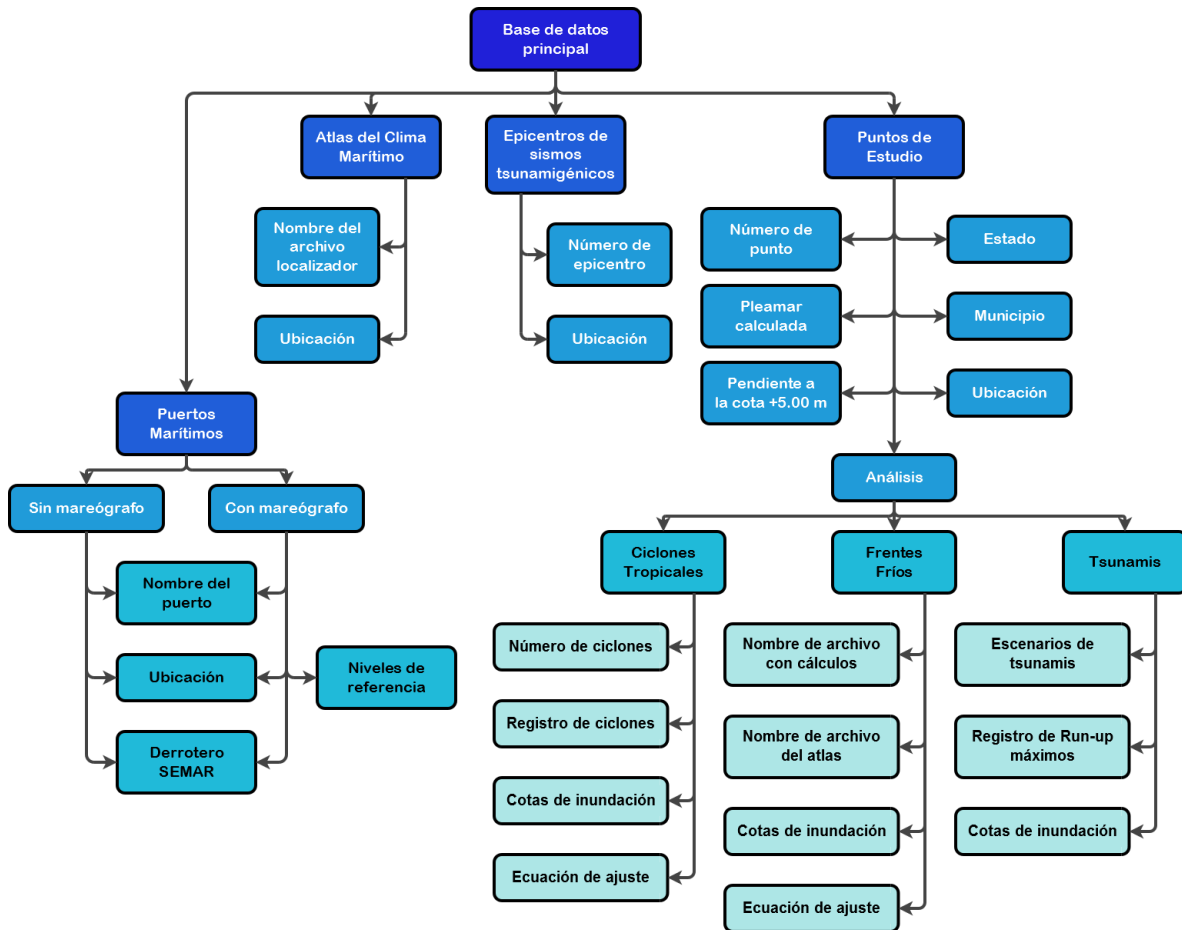 Base de datos
principal
Atlas del Clima
Marítimo
Epicentros de
sismos
tsunamigénicos
Puntos de
Estudio
Nombre del
archivo
localizador
Ubicación
Número de
epicentro
Ubicación
Número de
punto
Estado
Pleamar
calculada
Municipio
Pendiente a
la cota +5.00 m
Ubicación
Puertos
Marítimos
Sin mareógrafo
Con mareógrafo
Nombre del
puerto
Ubicación
Niveles de
referencia
Derrotero
SEMAR
Análisis
Ciclones
Tropicales
Frentes
Fríos
Tsunamis
Número de ciclones
Registro de ciclones
Cotas de inundación
Ecuación de ajuste
Nombre de archivo
con cálculos
Nombre de archivo
del atlas
Cotas de inundación
Ecuación de ajuste
Escenarios de
tsunamis
Registro de Run-up
máximos
Cotas de inundación